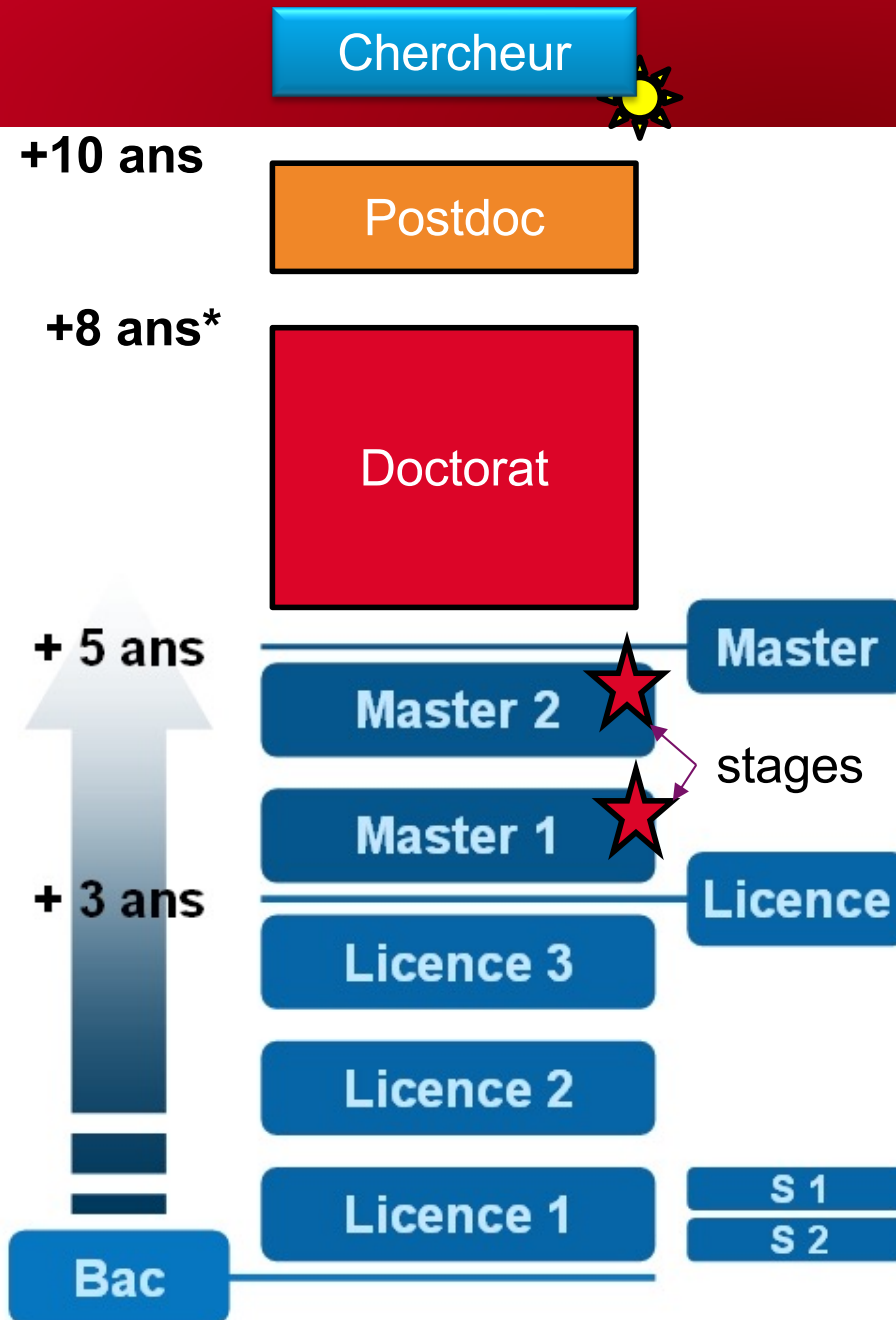 Chercheur
+10 ans
Postdoc
+8 ans*
Doctorat
+ 5 ans
Master
Master 2
stages
Master 1
+ 3 ans
Licence
Licence 3
Licence 2
Licence 1
S 1
S 2
Bac